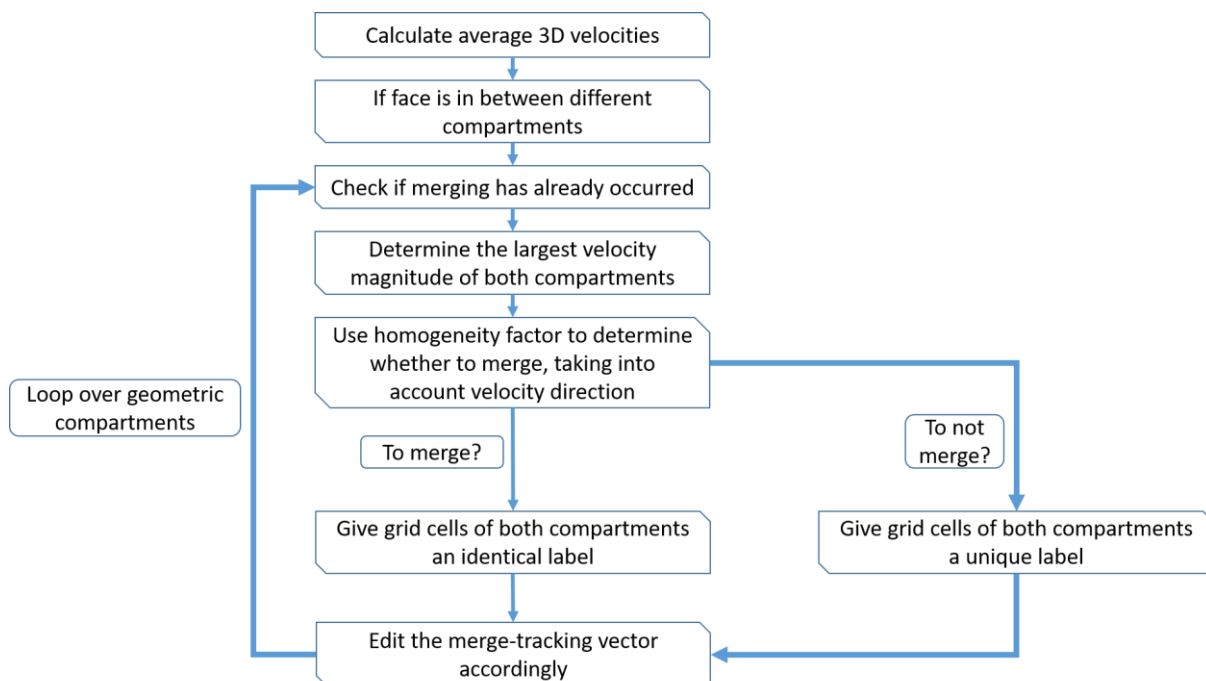 Calculate average 3D velocities
If face is in between different
compartments
Check if merging has already occurred
Determine the largest velocity
magnitude of both compartments
Use homogeneity factor to determine
whether to merge, taking into
account velocity direction
Loop over geometric
compartments
To merge?
To not
merge?
Give grid cells of both compartments
an identical label
Give grid cells of both compartments
a unique label
Edit the merge-tracking vector
accordingly